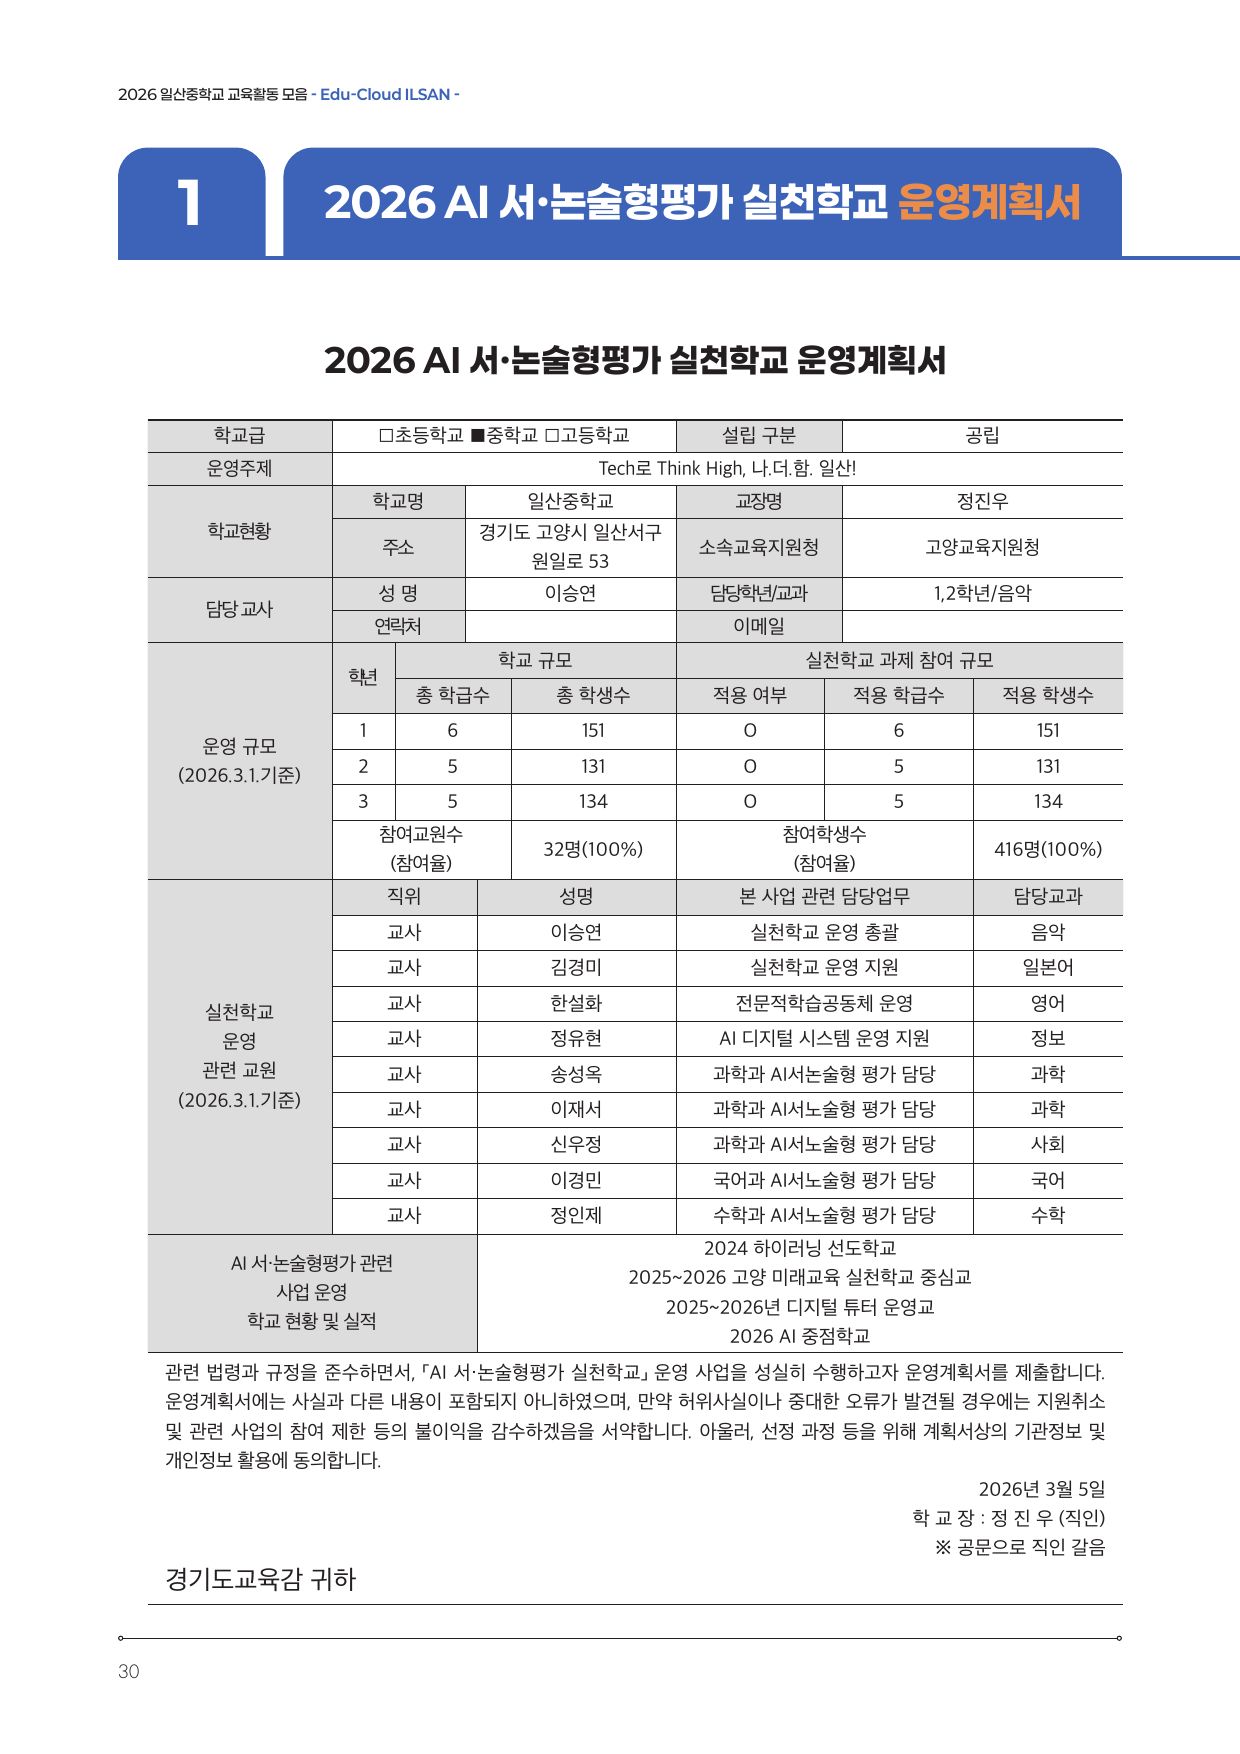 2026 일산중학교 교육활동 모음 - Edu-Cloud ILSAN -
1
2026 AI 서·논술형평가 실천학교 운영계획서
2026 AI 서·논술형평가 실천학교 운영계획서
학교급 □초등학교 ■중학교 □고등학교 설립 구분 공립
운영주제 Tech로 Think High, 나.더.함. 일산!
학교현황 학교명 일산중학교 교장명 정진우
주소 경기도 고양시 일산서구 원일로 53 소속교육지원청 고양교육지원청
담당 교사 성 명 이승연 담당학년/교과 1,2학년/음악
연락처 이메일
운영 규모 (2026.3.1.기준) 학년 학교 규모 실천학교 과제 참여 규모
총 학급수 총 학생수 적용 여부 적용 학급수 적용 학생수
1 6 151 O 6 151
2 5 131 O 5 131
3 5 134 O 5 134
참여교원수 (참여율) 32명(100%) 참여학생수 (참여율) 416명(100%)
실천학교 운영 관련 교원 (2026.3.1.기준) 직위 성명 본 사업 관련 담당업무 담당교과
교사 이승연 실천학교 운영 총괄 음악
교사 김경미 실천학교 운영 지원 일본어
교사 한설화 전문적학습공동체 운영 영어
교사 정유현 AI 디지털 시스템 운영 지원 정보
교사 송성옥 과학과 AI서논술형 평가 담당 과학
교사 이재서 과학과 AI서노술형 평가 담당 과학
교사 신우정 과학과 AI서노술형 평가 담당 사회
교사 이경민 국어과 AI서노술형 평가 담당 국어
교사 정인제 수학과 AI서노술형 평가 담당 수학
AI 서·논술형평가 관련
사업 운영
학교 현황 및 실적
2024 하이러닝 선도학교
2025~2026 고양 미래교육 실천학교 중심교
2025~2026년 디지털 튜터 운영교
2026 AI 중점학교
관련 법령과 규정을 준수하면서, 「AI 서·논술형평가 실천학교」 운영 사업을 성실히 수행하고자 운영계획서를 제출합니다.
운영계획서에는 사실과 다른 내용이 포함되지 아니하였으며, 만약 허위사실이나 중대한 오류가 발견될 경우에는 지원취소
및 관련 사업의 참여 제한 등의 불이익을 감수하겠음을 서약합니다. 아울러, 선정 과정 등을 위해 계획서상의 기관정보 및
개인정보 활용에 동의합니다.
2026년 3월 5일
학 교 장 : 정 진 우 (직인)
※ 공문으로 직인 갈음
경기도교육감 귀하
30